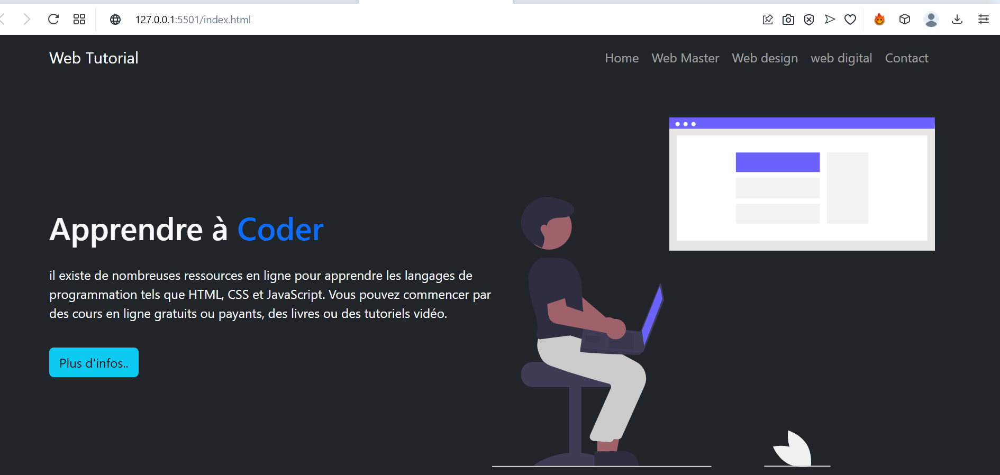 127.0.0.1:5501/index.html
Web Tutorial
Home Web Master Web design web digital Contact
Apprendre à Coder
il existe de nombreuses ressources en ligne pour apprendre les langages de
programmation tels que HTML, CSS et JavaScript. Vous pouvez commencer par
des cours en ligne gratuits ou payants, des livres ou des tutoriels vidéo.
Plus d'infos..